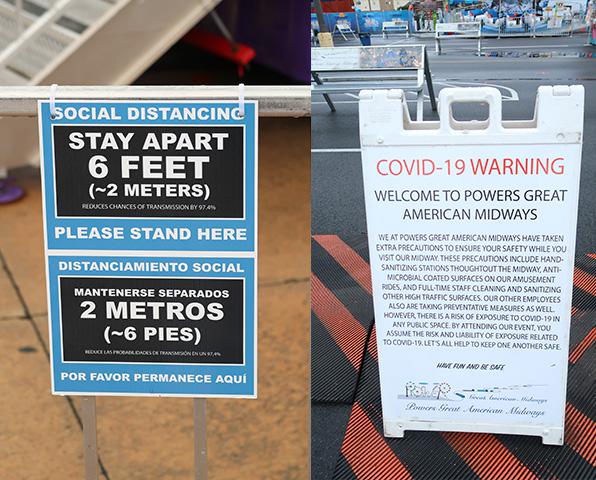 SOCIAL DISTANCING
STAY APART
6 FEET
(~2 METERS)
REDUCES CHANCES OF TRANSMISSION BY 97.4%
PLEASE STAND HERE
DISTANCIAMIENTO SOCIAL
MANTENERSE SEPARADOS
2 METROS
(~6 PIES)
REDUCE LAS PROBABILIDADES DE TRANSMISIÓN EN UN 97,4%
POR FAVOR PERMANECE AQUÍ
COVID-19 WARNING
WELCOME TO POWERS GREAT
AMERICAN MIDWAYS
WE AT POWERS GREAT AMERICAN MIDWAYS HAVE TAKEN
EXTRA PRECAUTIONS TO ENSURE YOUR SAFETY WHILE YOU
VISIT OUR MIDWAY. THESE PRECAUTIONS INCLUDE HAND-
SANITIZING STATIONS THOUGHTOUT THE MIDWAY, ANTI-
MICROBIAL COATED SURFACES ON OUR AMUSEMENT
RIDES, AND FULL-TIME STAFF CLEANING AND SANITIZING
OTHER HIGH TRAFFIC SURFACES. OUR OTHER EMPLOYEES
ALSO ARE TAKING PREVENTATIVE MEASURES AS WELL.
HOWEVER, THERE IS A RISK OF EXPOSURE TO COVID-19 IN
ANY PUBLIC SPACE. BY ATTENDING OUR EVENT, YOU
ASSUME THE RISK AND LIABILITY OF EXPOSURE RELATED
TO COVID-19. LET'S ALL HELP TO KEEP ONE ANOTHER SAFE.
HAVE FUN AND BE SAFE
Great American Midways
Powers Great American Midways